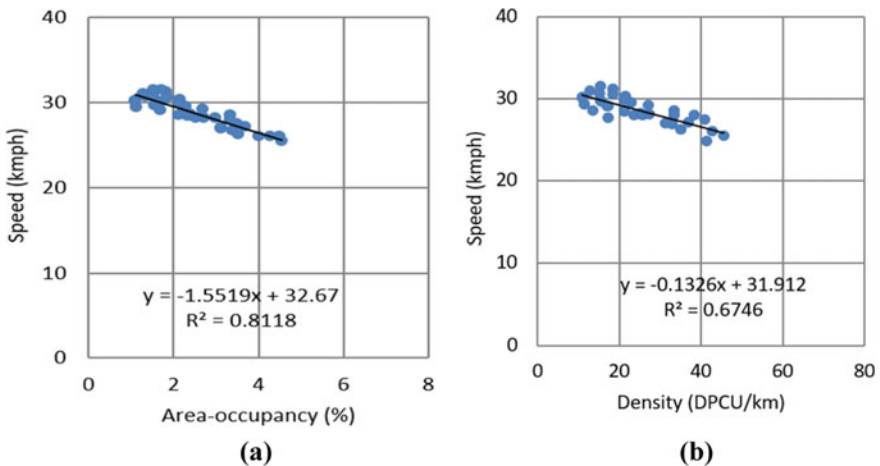 40
30
20
10
0
Speed (kmph)
y = -1.5519x + 32.67
R² = 0.8118
0 2 4 6 8
Area-occupancy (%)
(a)
40
30
20
10
0
Speed (kmph)
y = -0.1326x + 31.912
R² = 0.6746
0 20 40 60 80
Density (DPCU/km)
(b)